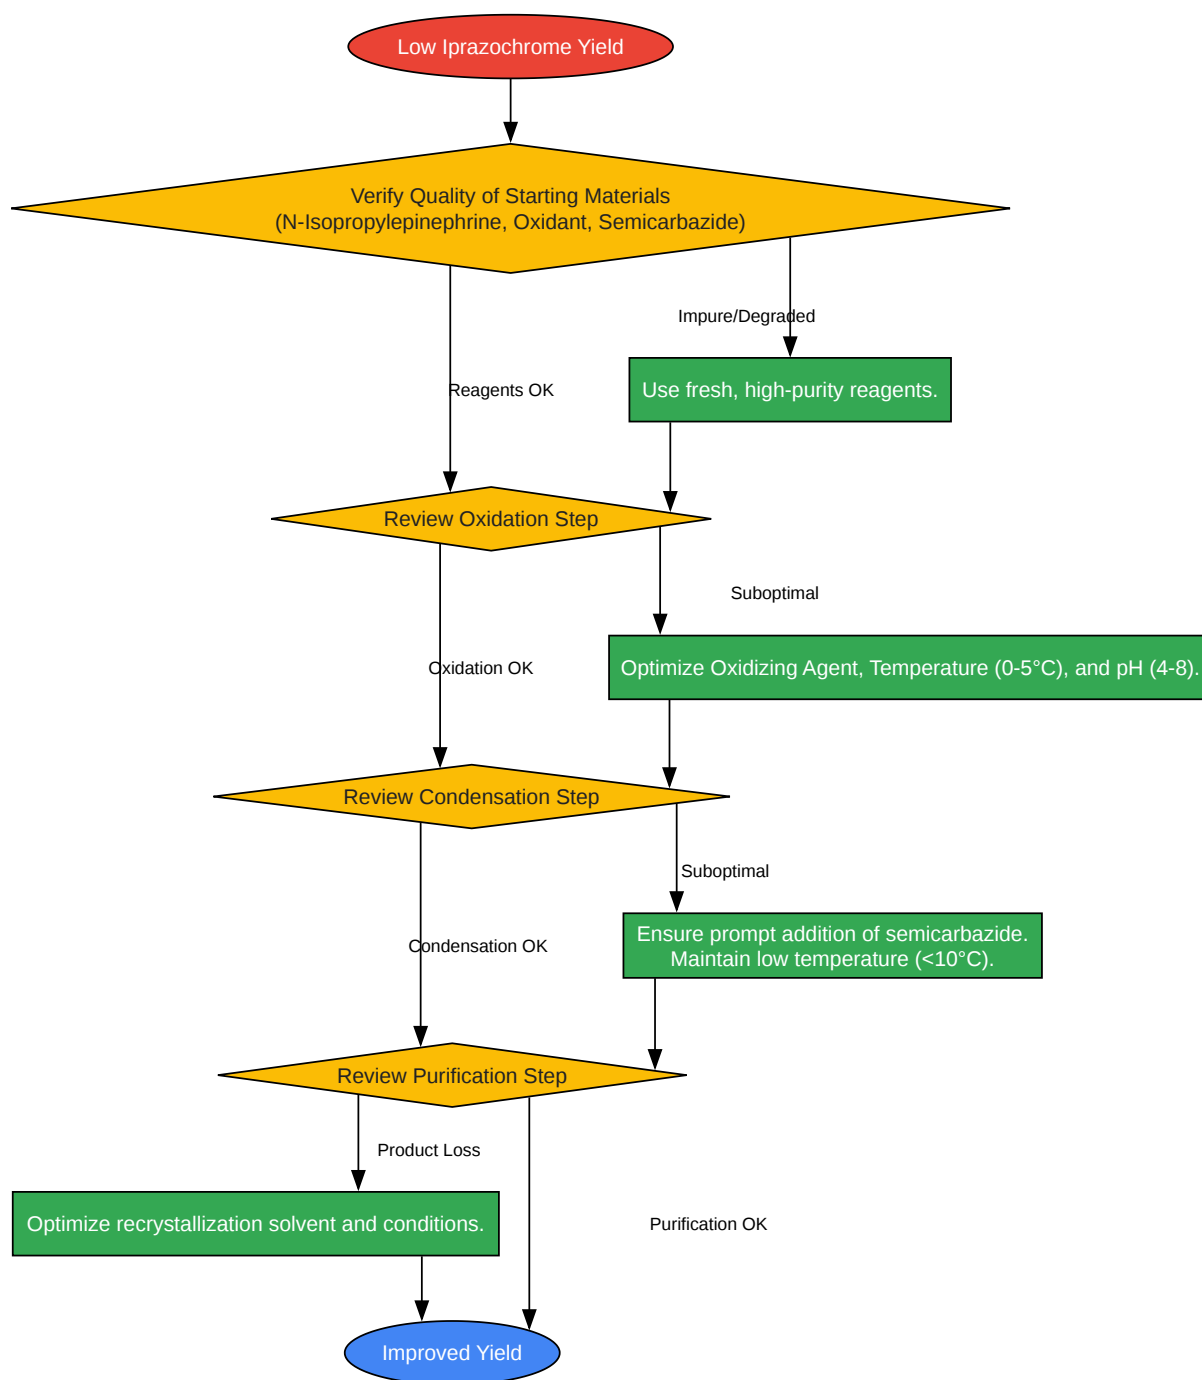 Low Iprazochrome Yield
Verify Quality of Starting Materials
(N-Isopropylepinephrine, Oxidant, Semicarbazide)
Impure/Degraded
Use fresh, high-purity reagents.
Reagents OK
Review Oxidation Step
Suboptimal
Optimize Oxidizing Agent, Temperature (0-5°C), and pH (4-8).
Oxidation OK
Review Condensation Step
Suboptimal
Ensure prompt addition of semicarbazide.
Maintain low temperature (<10°C).
Condensation OK
Review Purification Step
Product Loss
Optimize recrystallization solvent and conditions.
Purification OK
Improved Yield